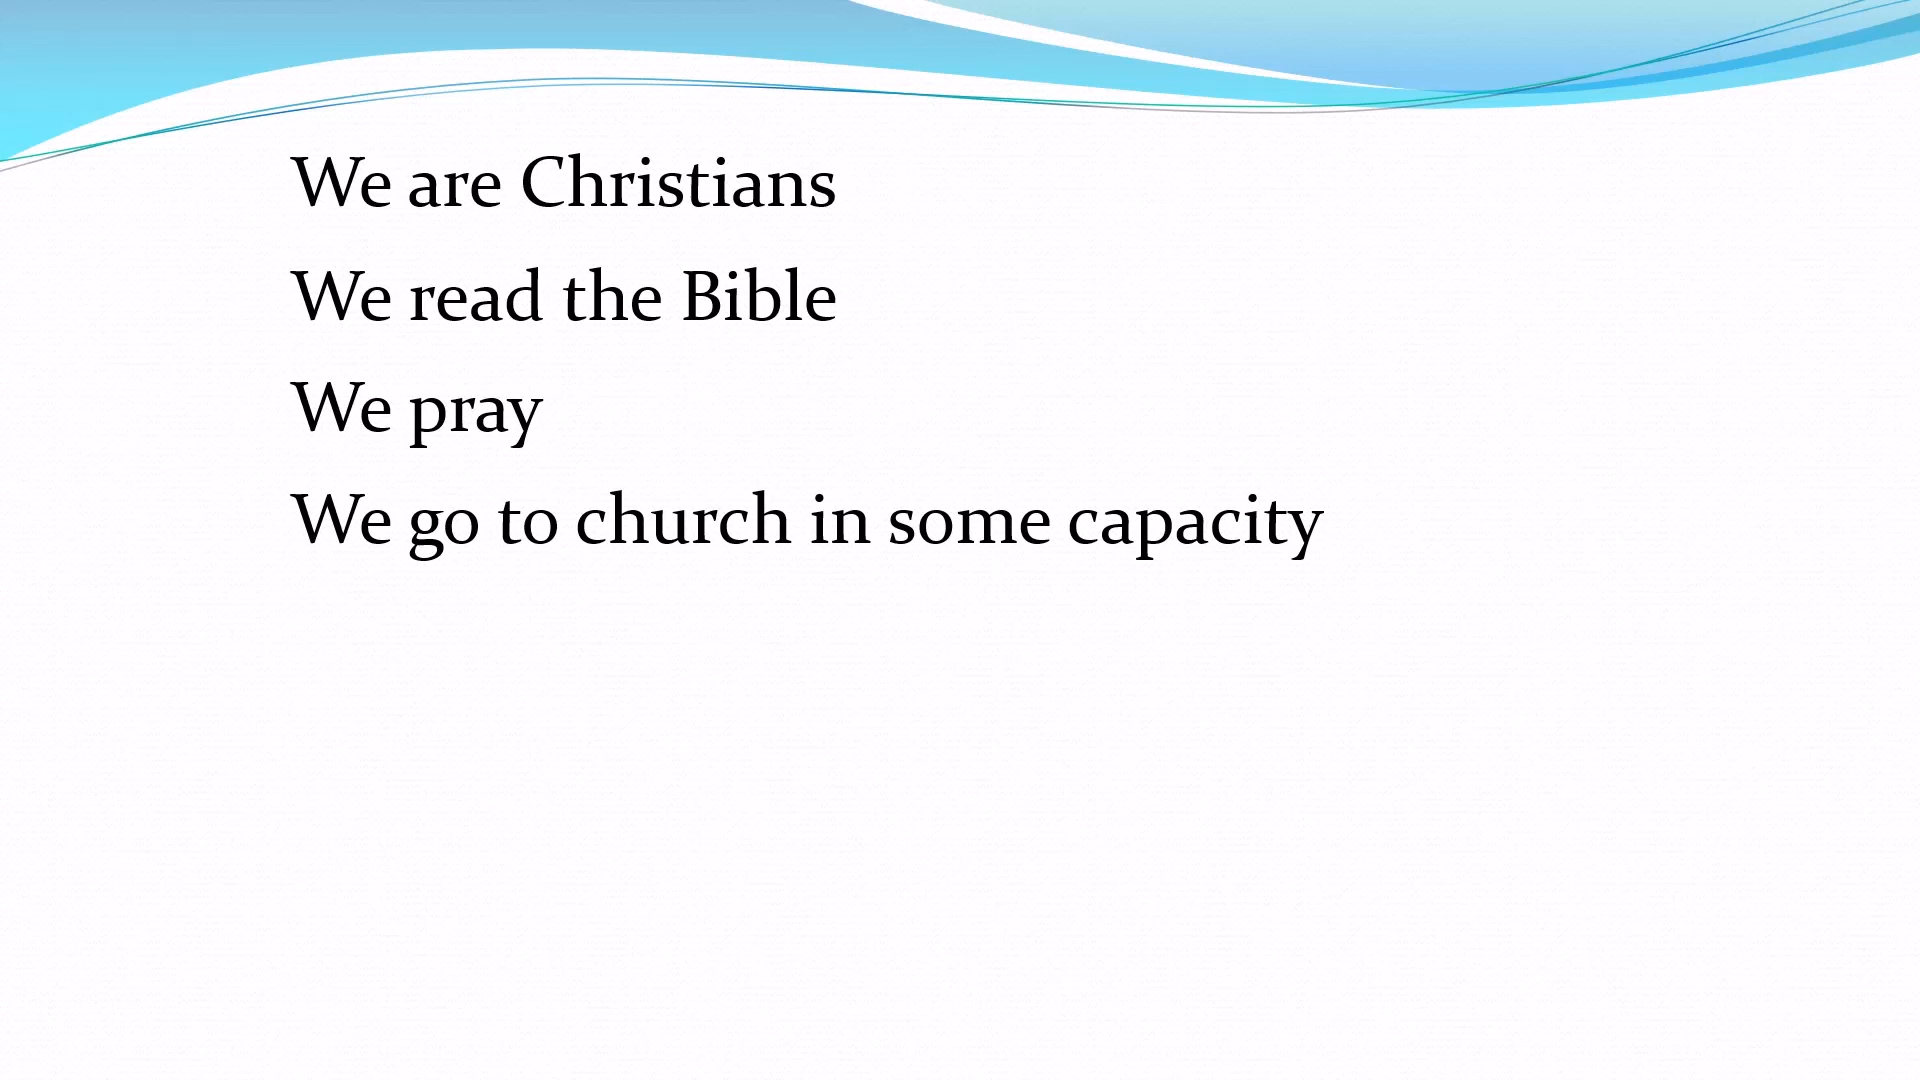 We are Christians
We read the Bible
We pray
We go to church in some capacity